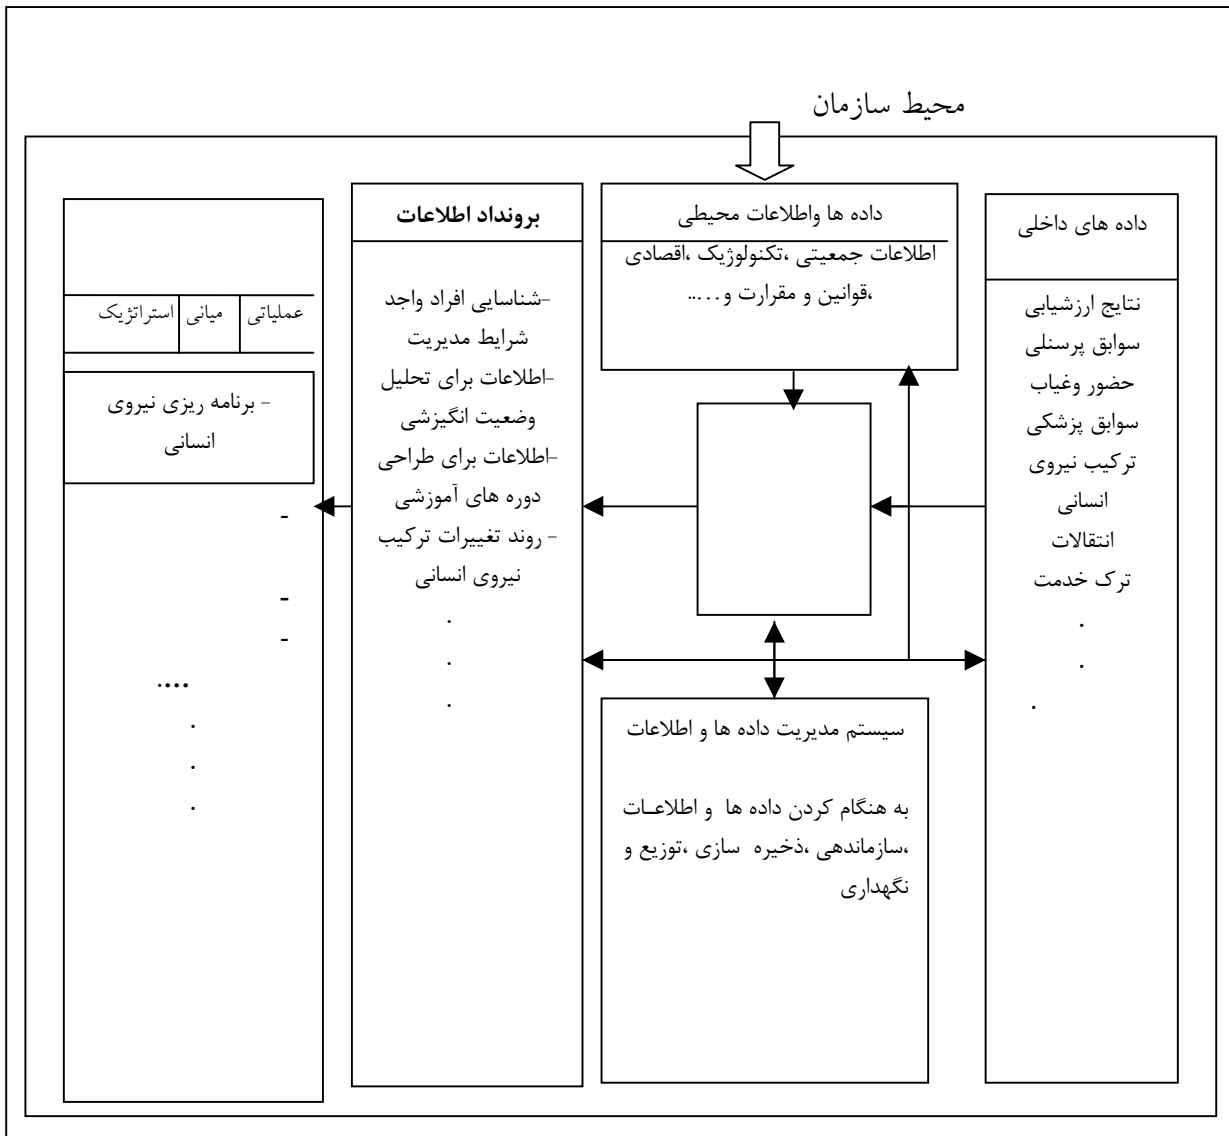 محیط سازمان
داده های داخلی
نتایج ارزشیابی
سوابق پرسنلی
حضور وغیاب
سوابق پزشکی
ترکیب نیروی
انسانی
انتقالات
ترک خدمت
.
.
.
داده ها واطلاعات محیطی
اطلاعات جمعیتی ،تکنولوژیک ،اقتصادی
،قوانین و مقرارت و…..
سیستم مدیریت داده ها و اطلاعات
به هنگام کردن داده ها و اطلاعـات
،سازماندهی ،ذخیره سازی ،توزیع و
نگهداری
برونداد اطلاعات
-شناسایی افراد واجد
شرایط مدیریت
-اطلاعات برای تحلیل
وضعیت انگیزشی
-اطلاعات برای طراحی
دوره های آموزشی
- روند تغییرات ترکیب
نیروی انسانی
.
.
.
عملیاتی میانی استراتژیک
- برنامه ریزی نیروی
انسانی
-
-
-
....
.
.
.